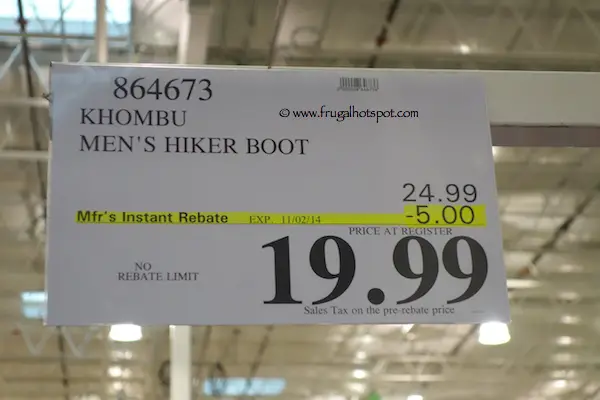 864673
© www.frugalhotspot.com
KHOMBU
MEN'S HIKER BOOT
24.99
Mfr's Instant Rebate EXP. 11/02/14 -5.00
PRICE AT REGISTER
19.99
NO
REBATE LIMIT
Sales Tax on the pre-rebate price